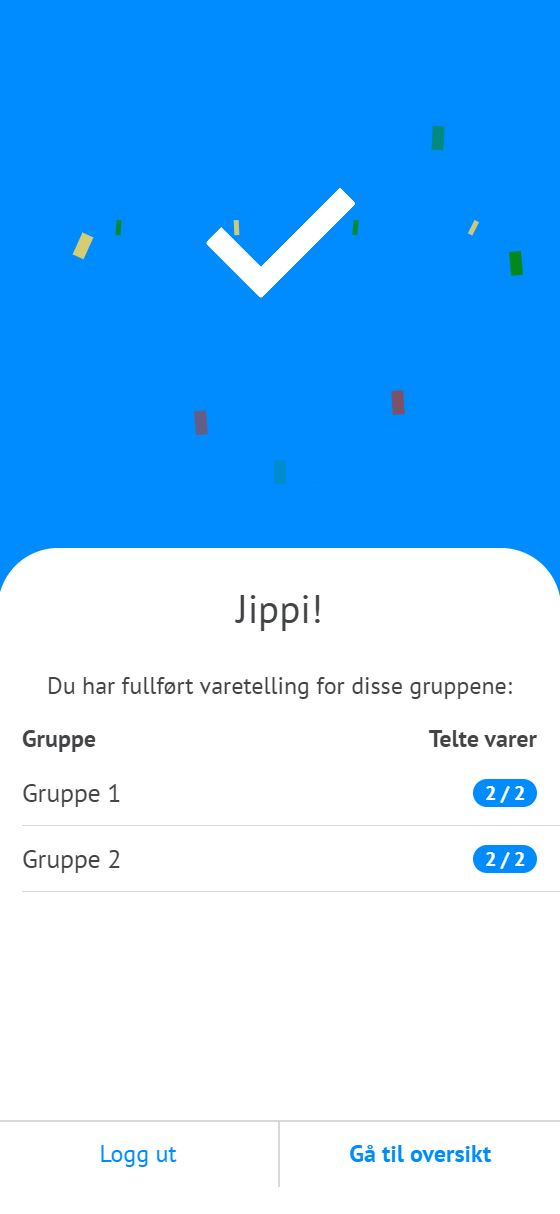 Jippi!
Du har fullført varetelling for disse gruppene:
Gruppe Telte varer
Gruppe 1 2 / 2
Gruppe 2 2 / 2
Logg ut Gå til oversikt